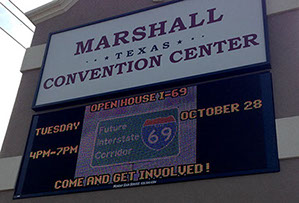 MARSHALL
TEXAS
CONVENTION CENTER
OPEN HOUSE I-69
TUESDAY
OCTOBER 28
4PM-7PM
Future
Interstate
Corridor
69
COME AND GET INVOLVED!